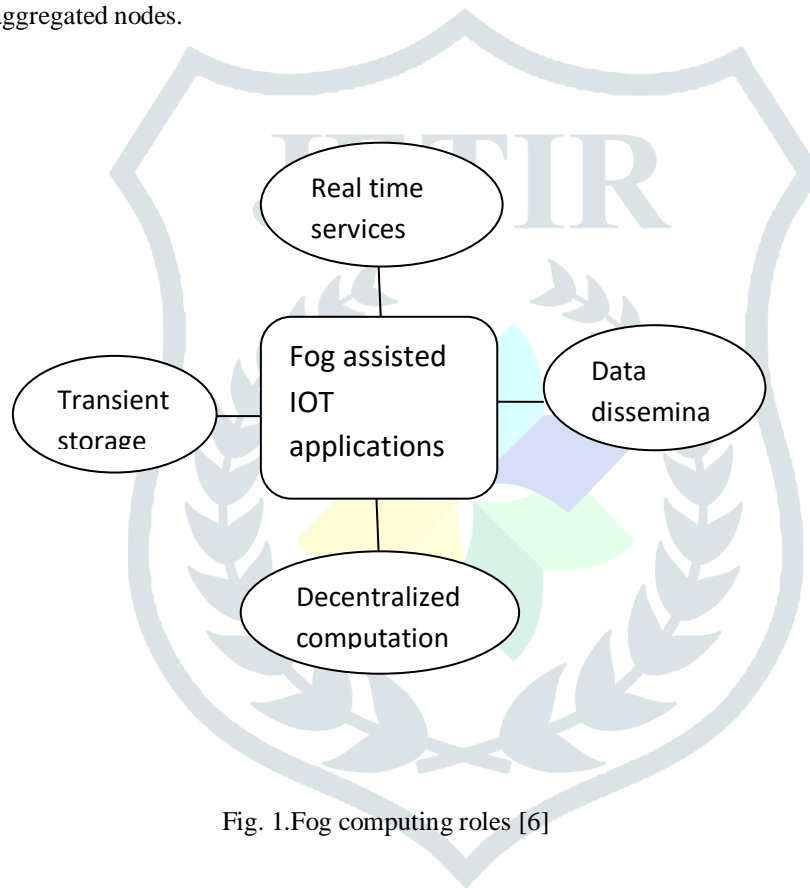 aggregated nodes.
JETIR
Real time
services
Fog assisted
IOT
applications
Data
dissemina
Transient
storage
Decentralized
computation
Fig. 1.Fog computing roles [6]